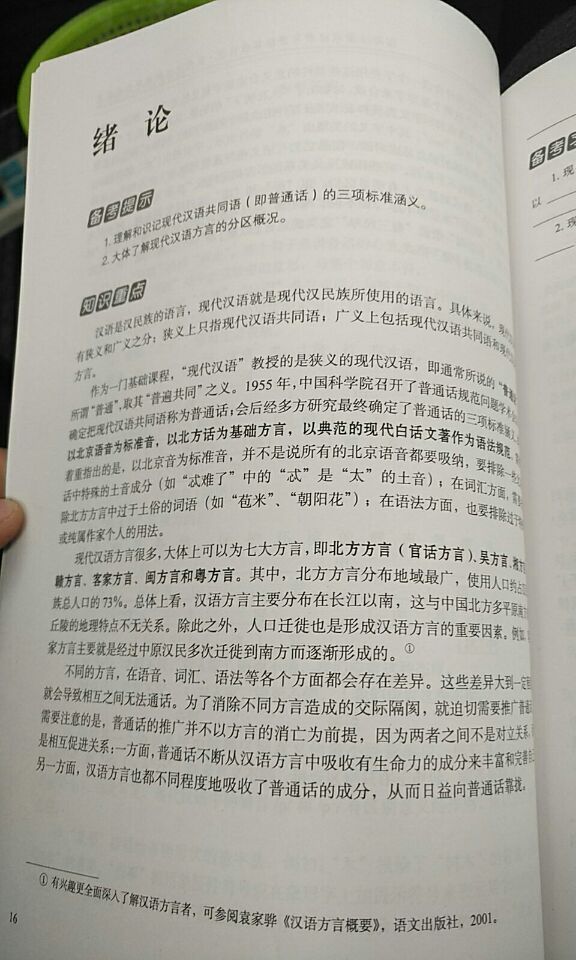 绪 论
备考提示
1. 理解和识记现代汉语共同语（即普通话）的三项标准涵义。
2. 大体了解现代汉语方言的分区概况。
知识重点
汉语是汉民族的语言，现代汉语就是现代汉民族所使用的语言。具体来说，现代
有狭义和广义之分：狭义上只指现代汉语共同语；广义上包括现代汉语共同语和现代
方言。
作为一门基础课程，“现代汉语”教授的是狭义的现代汉语，即通常所说的“普通
所谓“普通”，取其“普遍共同”之义。1955年，中国科学院召开了普通话规范问题学术会
确定把现代汉语共同语称为普通话；会后经多方研究最终确定了普通话的三项标准涵义
以北京语音为标准音，以北方话为基础方言，以典范的现代白话文著作为语法规范。
着重指出的是，以北京音为标准音，并不是说所有的北京语音都要吸纳，要排除一些
话中特殊的土音成分（如“忒难了”中的“忒”是“太”的土音）；在词汇方面，需要
除北方方言中过于土俗的词语（如“苞米”、“朝阳花”）；在语法方面，也要排除过于
或纯属作家个人的用法。
现代汉语方言很多，大体上可以为七大方言，即北方方言（官话方言）、吴方言、湘方
赣方言、客家方言、闽方言和粤方言。其中，北方方言分布地域最广，使用人口约占
族总人口的73%。总体上看，汉语方言主要分布在长江以南，这与中国北方多平原南方
丘陵的地理特点不无关系。除此之外，人口迁徙也是形成汉语方言的重要因素。例如，
家方言主要就是经过中原汉民多次迁徙到南方而逐渐形成的。①
不同的方言，在语音、词汇、语法等各个方面都会存在差异。这些差异大到一定
就会导致相互之间无法通话。为了消除不同方言造成的交际隔阂，就迫切需要推广普通
需要注意的是，普通话的推广并不以方言的消亡为前提，因为两者之间不是对立关系，
是相互促进关系：一方面，普通话不断从汉语方言中吸收有生命力的成分来丰富和完善
另一方面，汉语方言也都不同程度地吸收了普通话的成分，从而日益向普通话靠拢。
① 有兴趣更全面深入了解汉语方言者，可参阅袁家骅《汉语方言概要》，语文出版社，2001。
16
备考
1. 现
以
2. 现